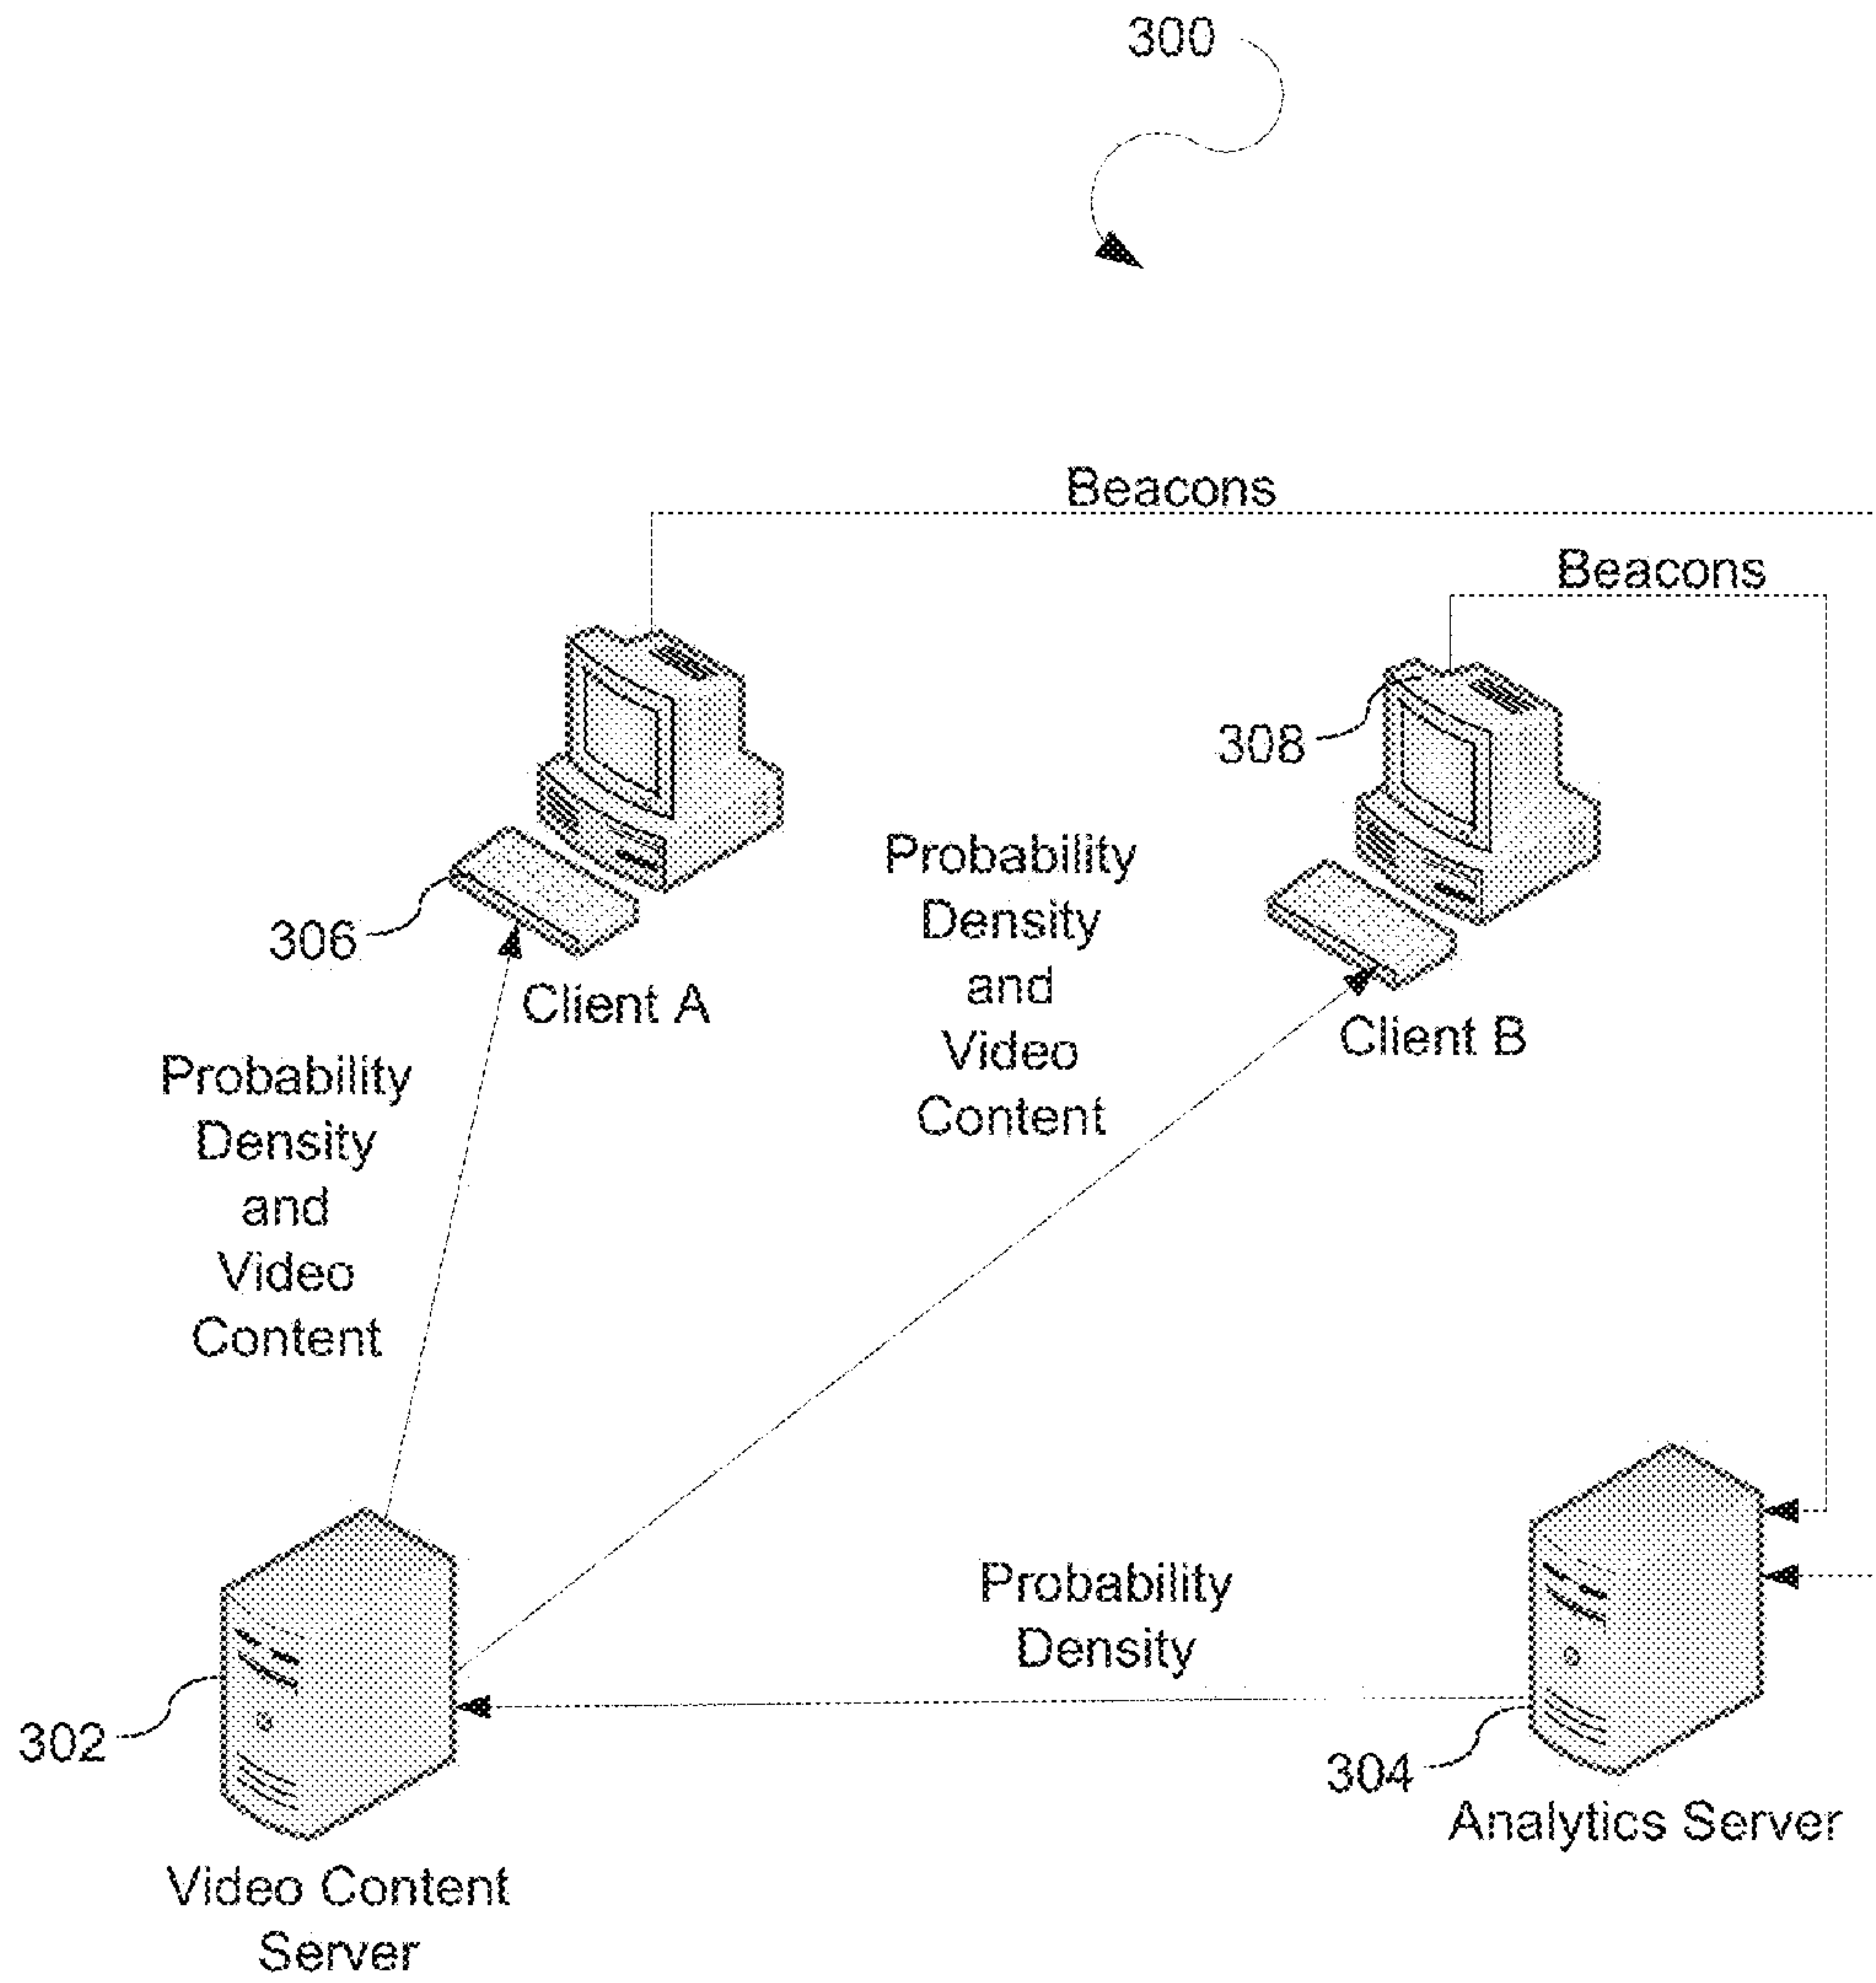 300
Beacons
Beacons
308
306
Client A
Probability
Density
and
Video
Content
Client B
Probability
Density
and
Video
Content
Probability
Density
302
304
Analytics Server
Video Content
Server